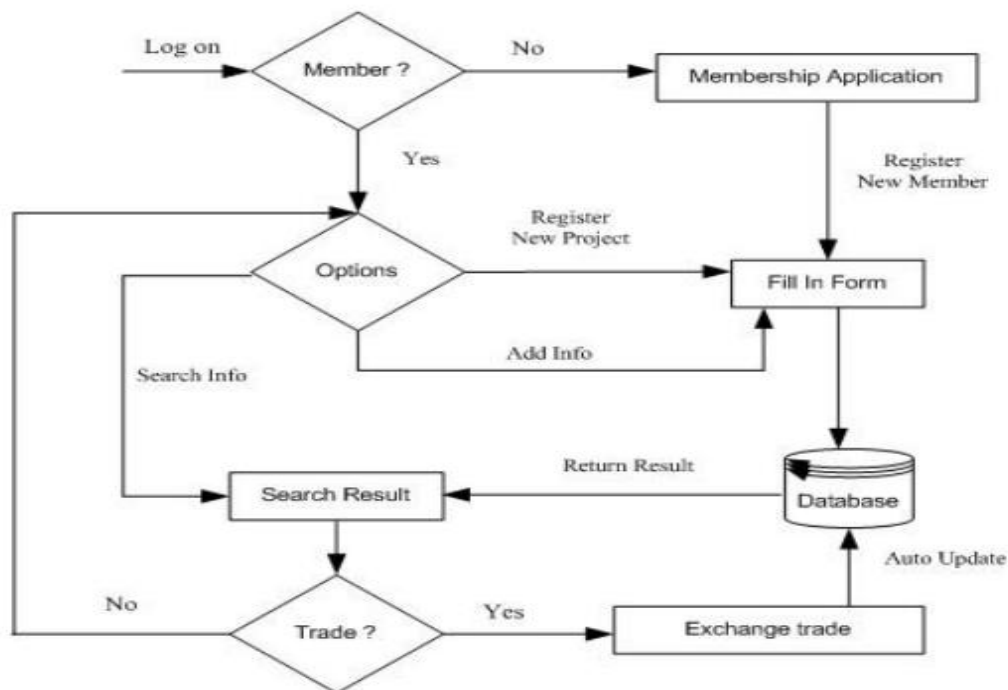 Log on
Member ?
No
Membership Application
Yes
Register
New Member
Register
New Project
Options
Fill In Form
Add Info
Search Info
Return Result
Search Result
Database
Auto Update
No
Trade ?
Yes
Exchange trade